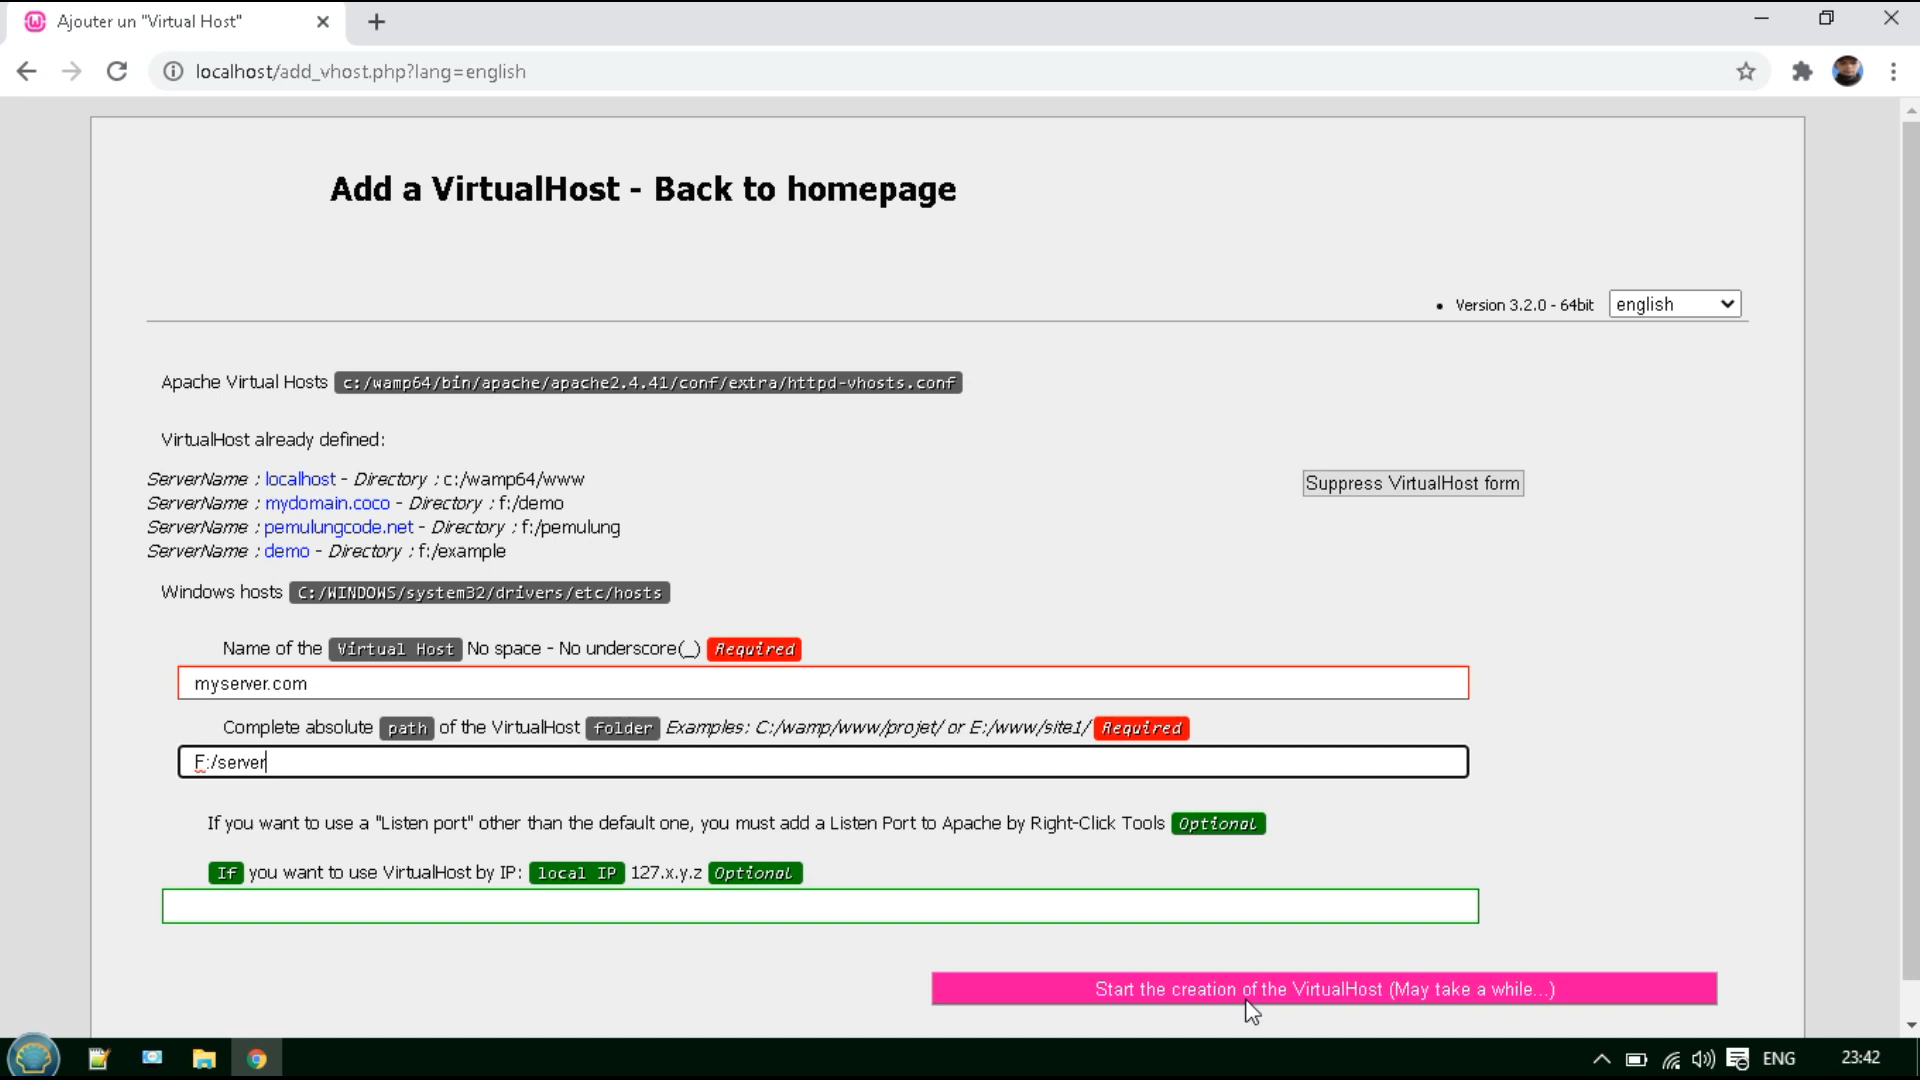 Ajouter un "Virtual Host"
localhost/add_vhost.php?lang=english
Add a VirtualHost - Back to homepage
Version 3.2.0 - 64bit english
Apache Virtual Hosts c:/wamp64/bin/apache/apache2.4.41/conf/extra/httpd-vhosts.conf
VirtualHost already defined:
ServerName : localhost - Directory : c:/wamp64/www
Suppress VirtualHost form
ServerName : mydomain.coco - Directory : f:/demo
ServerName : pemulungcode.net - Directory : f:/pemulung
ServerName : demo - Directory : f:/example
Windows hosts C:/WINDOWS/system32/drivers/etc/hosts
Name of the Virtual Host No space - No underscore(_) Required
myserver.com
Complete absolute path of the VirtualHost folder Examples: C:/wamp/www/projet/ or E:/www/site1/ Required
F:/server
If you want to use a "Listen port" other than the default one, you must add a Listen Port to Apache by Right-Click Tools Optional
If you want to use VirtualHost by IP: local IP 127.x.y.z Optional
Start the creation of the VirtualHost (May take a while...)
ENG 23:42